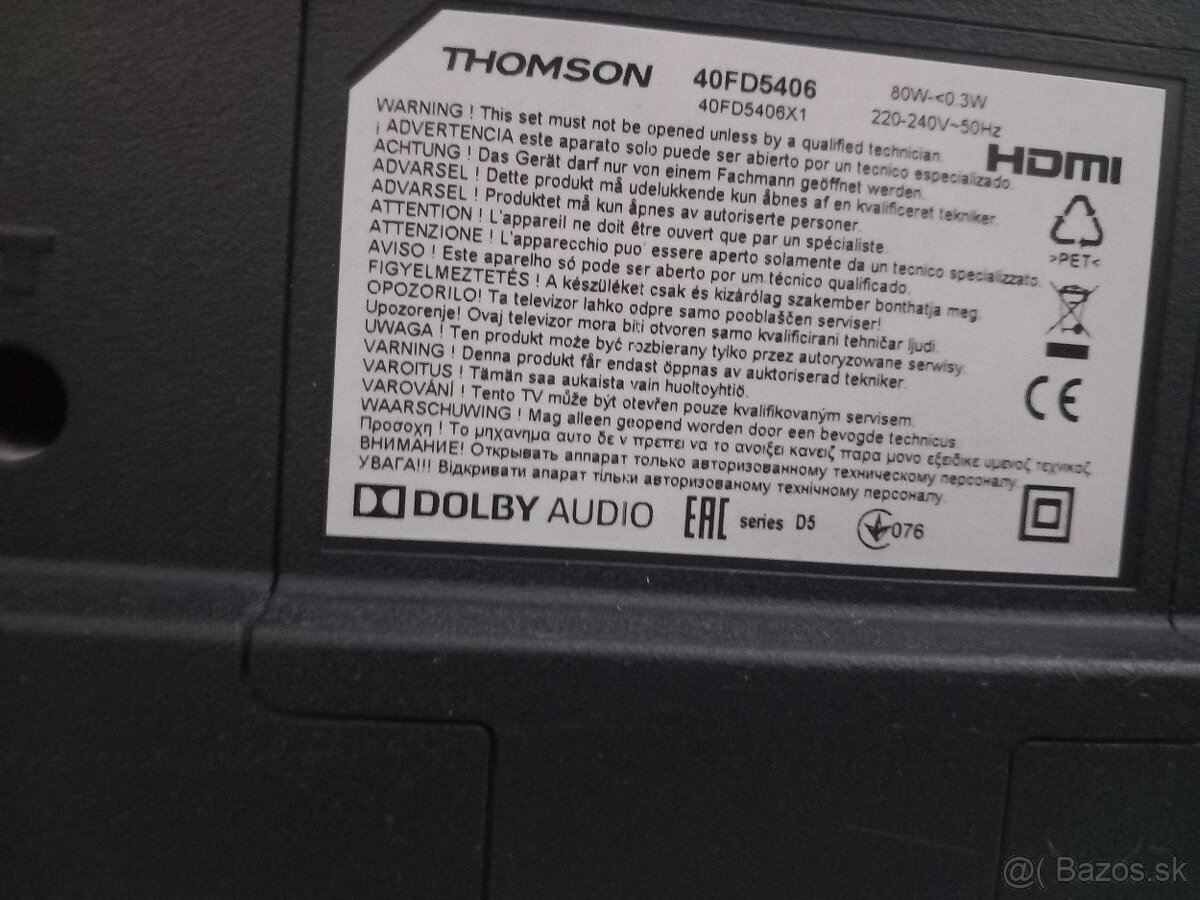 THOMSON 40FD5406 80W-<0.3W
40FD5406X1 220-240V~50Hz
WARNING ! This set must not be opened unless by a qualified technician.
¡ ADVERTENCIA este aparato solo puede ser abierto por un tecnico especializado.
HDMI
ACHTUNG ! Das Gerät darf nur von einem Fachmann geöffnet werden.
ADVARSEL ! Dette produkt må udelukkende kun åbnes af en kvalificeret tekniker.
ADVARSEL ! Produktet må kun åpnes av autoriserte personer.
ATTENTION ! L'appareil ne doit être ouvert que par un spécialiste.
ATTENZIONE ! L'apparecchio puo' essere aperto solamente da un tecnico specializzato.
>PET<
AVISO ! Este aparelho só pode ser aberto por um técnico qualificado.
FIGYELMEZTETÉS ! A készüléket csak és kizárólag szakember bonthatja meg.
OPOZORILO! Ta televizor lahko odpre samo pooblaščen serviser!
Upozorenje! Ovaj televizor mora biti otvoren samo kvalificirani tehničar ljudi.
UWAGA ! Ten produkt może być rozbierany tylko przez autoryzowane serwisy.
VARNING ! Denna produkt får endast öppnas av auktoriserad tekniker.
VAROITUS ! Tämän saa aukaista vain huoltoyhtiö.
CE
VAROVÁNÍ ! Tento TV může být otevřen pouze kvalifikovaným servisem.
WAARSCHUWING ! Mag alleen geopend worden door een bevogde technicus.
Προσοχη ! Το μηχανημα αυτο δε ν πρεπει να το ανοιξει κανειζ παρα μονο εξειδικε υμενοζ τεχνικοζ
ВНИМАНИЕ! Открывать аппарат только авторизованному техническому персоналу.
УВАГА!!! Відкривати апарат тільки авторизованому технічному персоналу.
DOLBY AUDIO EAC series D5 076
@( Bazos.sk